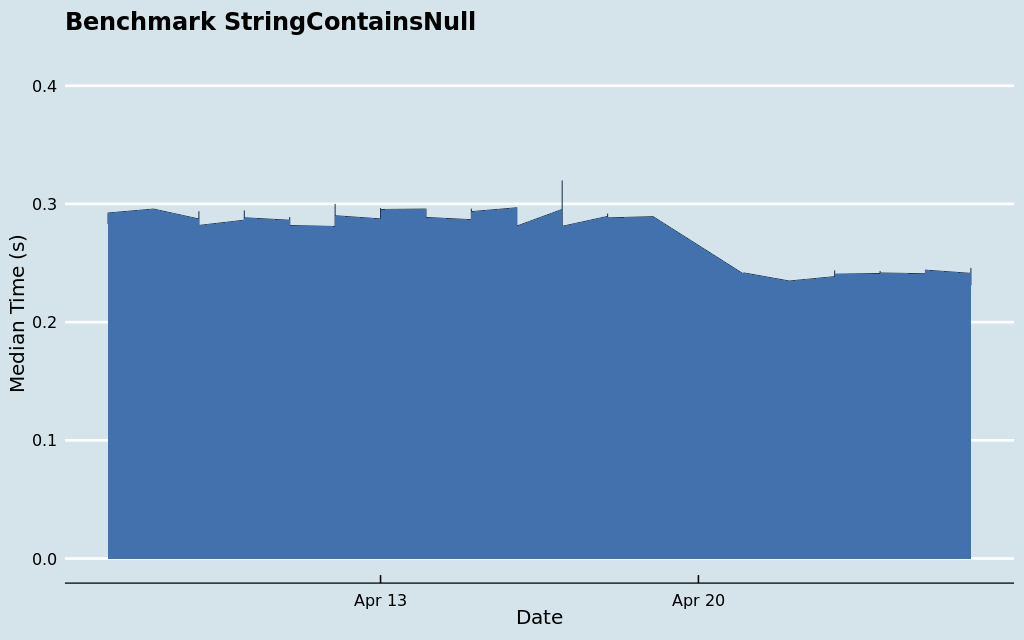 Benchmark StringContainsNull
0.4
0.3
0.2
0.1
0.0
Median Time (s)
Apr 13
Apr 20
Date